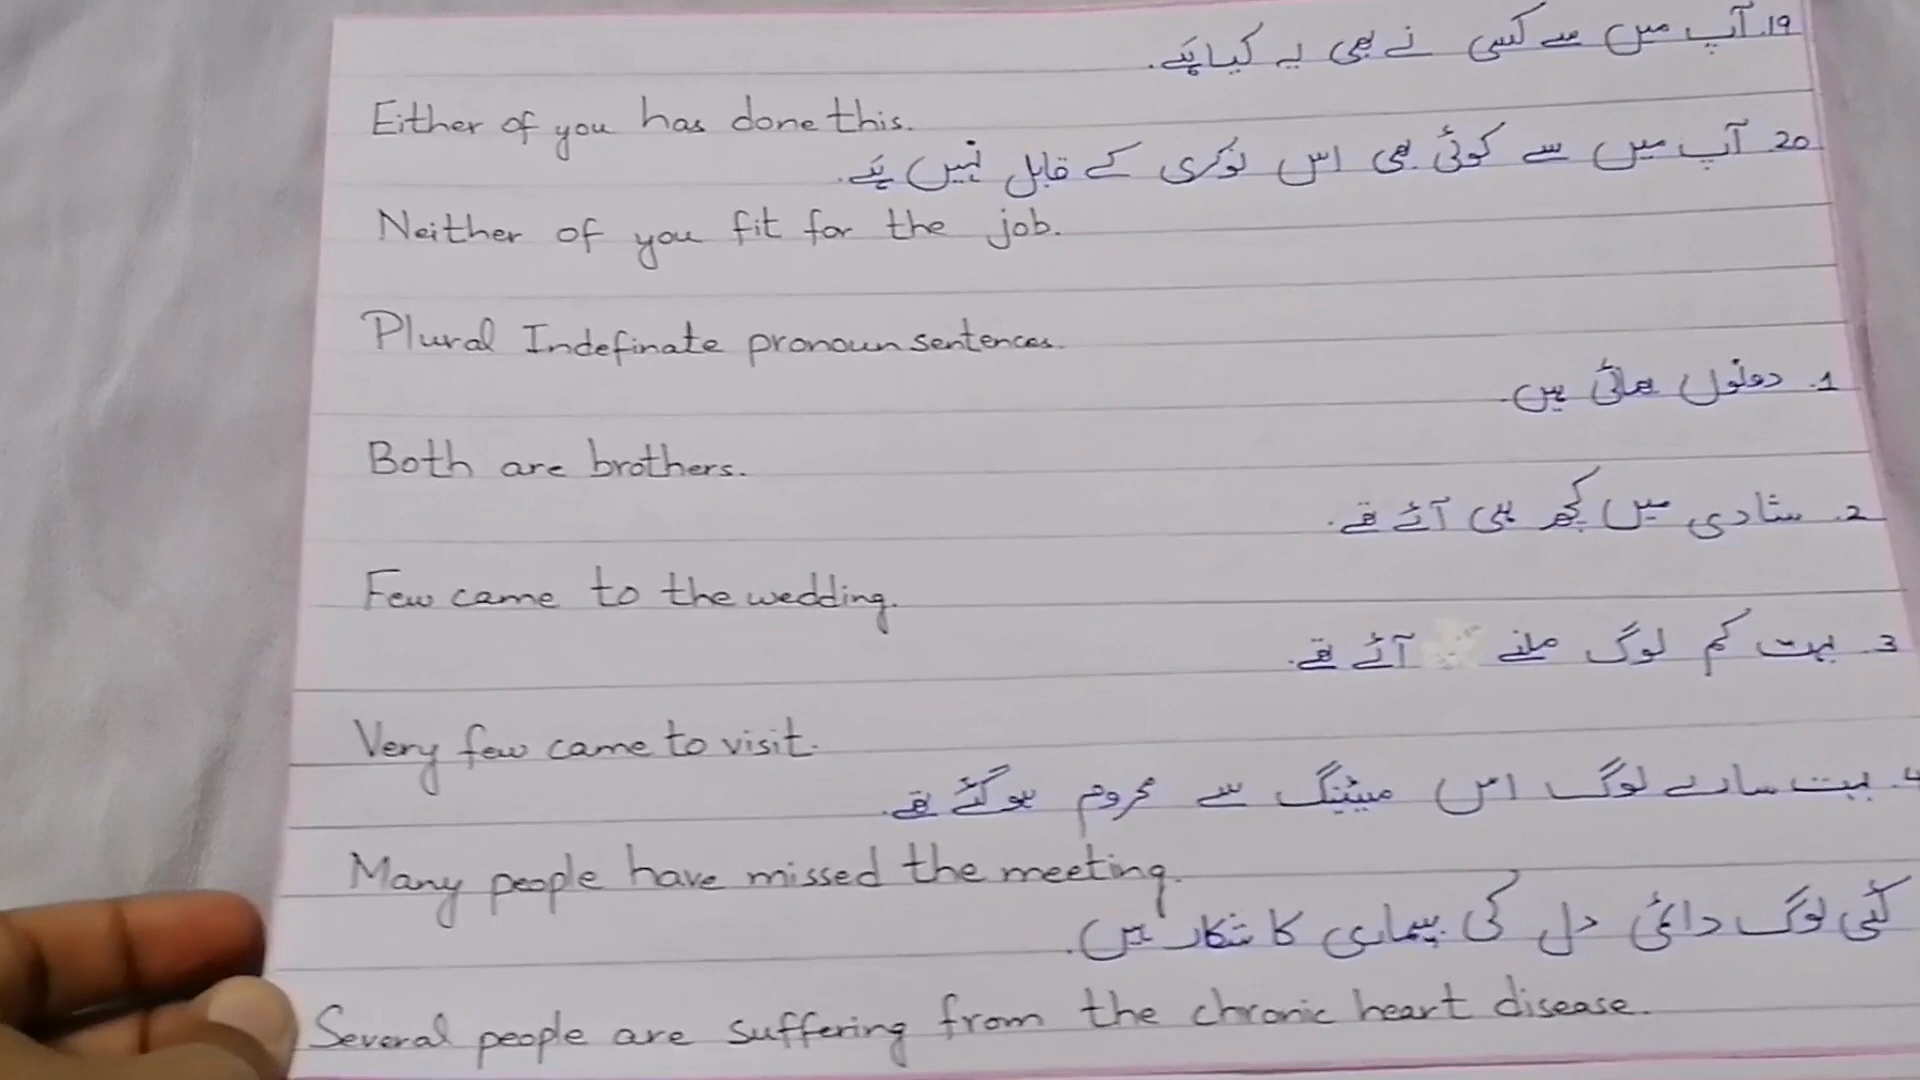 19. آپ میں سے کسی نے بھی یہ کیا ہے.
Either of you has done this.
20. آپ میں سے کوئی بھی اس نوکری کے قابل نہیں ہے.
Neither of you fit for the job.
Plural Indefinate pronoun sentences.
1. دونوں بھائی ہیں.
Both are brothers.
2. شادی میں کچھ ہی آئے تھے.
Few came to the wedding.
3. بہت کم لوگ ملنے آئے تھے.
Very few came to visit.
4. بہت سارے لوگ اس میٹینگ سے محروم ہوگئے تھے.
Many people have missed the meeting.
کئی لوگ دائمی دل کی بیماری کا شکار ہیں.
Several people are suffering from the chronic heart disease.